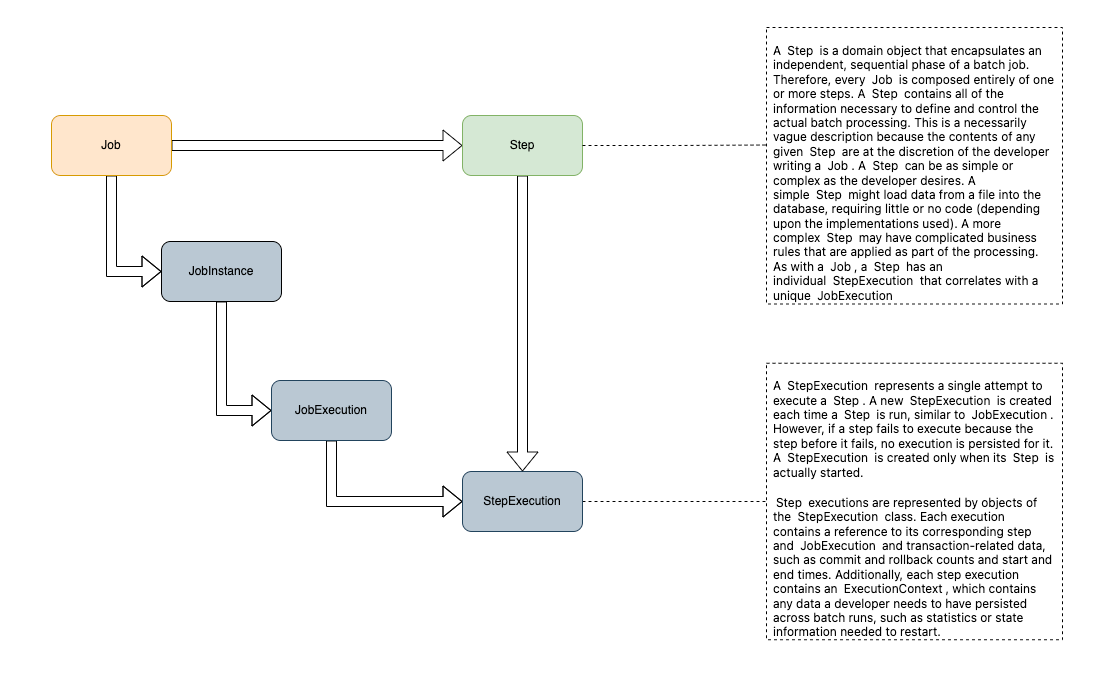 Job
Step
JobInstance
JobExecution
StepExecution
A Step is a domain object that encapsulates an
independent, sequential phase of a batch job.
Therefore, every Job is composed entirely of one
or more steps. A Step contains all of the
information necessary to define and control the
actual batch processing. This is a necessarily
vague description because the contents of any
given Step are at the discretion of the developer
writing a Job . A Step can be as simple or
complex as the developer desires. A
simple Step might load data from a file into the
database, requiring little or no code (depending
upon the implementations used). A more
complex Step may have complicated business
rules that are applied as part of the processing.
As with a Job , a Step has an
individual StepExecution that correlates with a
unique JobExecution
A StepExecution represents a single attempt to
execute a Step . A new StepExecution is created
each time a Step is run, similar to JobExecution .
However, if a step fails to execute because the
step before it fails, no execution is persisted for it.
A StepExecution is created only when its Step is
actually started.
Step executions are represented by objects of
the StepExecution class. Each execution
contains a reference to its corresponding step
and JobExecution and transaction-related data,
such as commit and rollback counts and start and
end times. Additionally, each step execution
contains an ExecutionContext , which contains
any data a developer needs to have persisted
across batch runs, such as statistics or state
information needed to restart.